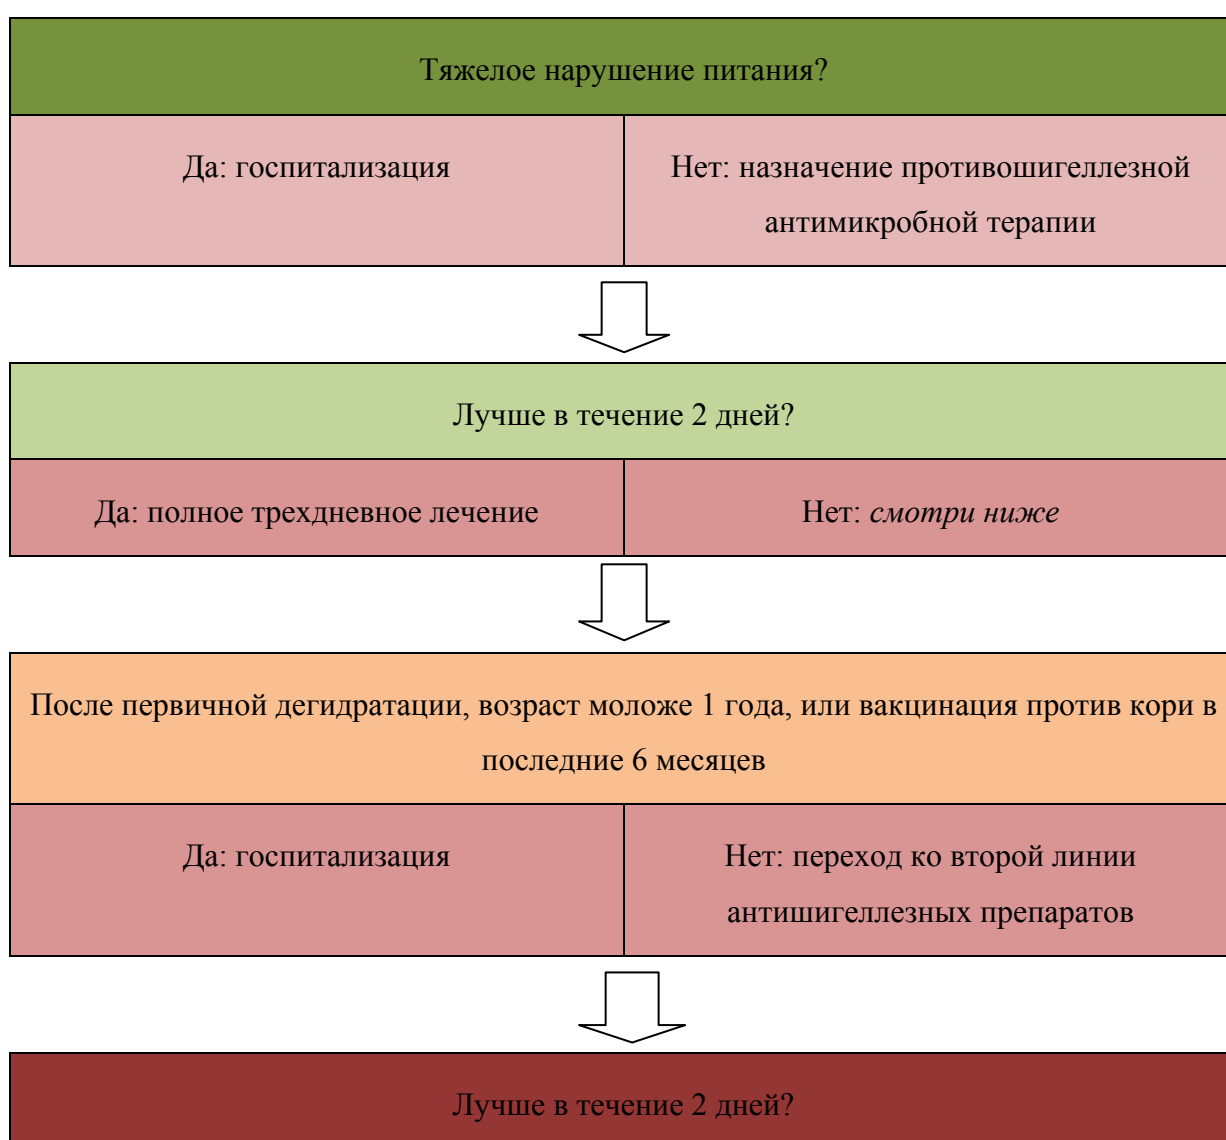 Тяжелое нарушение питания?
Да: госпитализация
Нет: назначение противошигеллезной
антимикробной терапии
Лучше в течение 2 дней?
Да: полное трехдневное лечение
Нет: смотри ниже
После первичной дегидратации, возраст моложе 1 года, или вакцинация против кори в
последние 6 месяцев
Да: госпитализация
Нет: переход ко второй линии
антишигеллезных препаратов
Лучше в течение 2 дней?